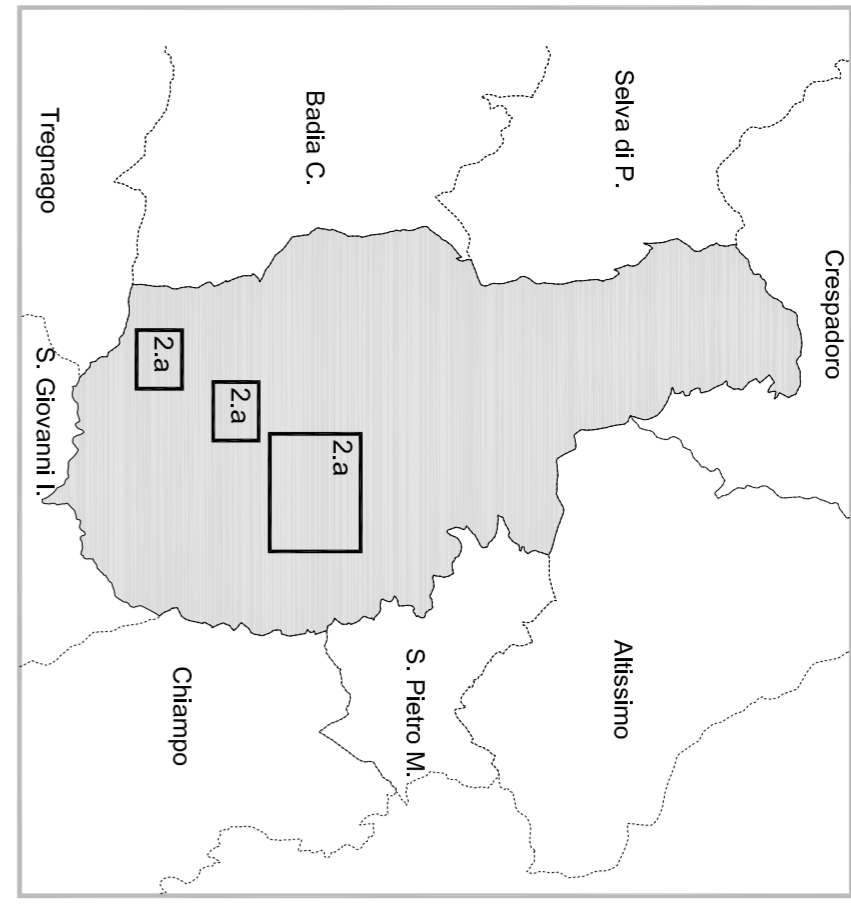 Crespadoro
Selva di P.
Altissimo
Badia C.
S. Pietro M.
2.a
2.a
2.a
Chiampo
Tregnago
S. Giovanni I.